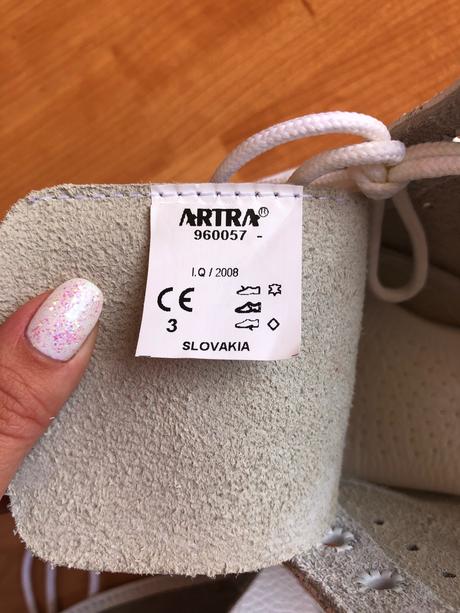 ARTRA®
960057 -
I.Q / 2008
CE
3
SLOVAKIA